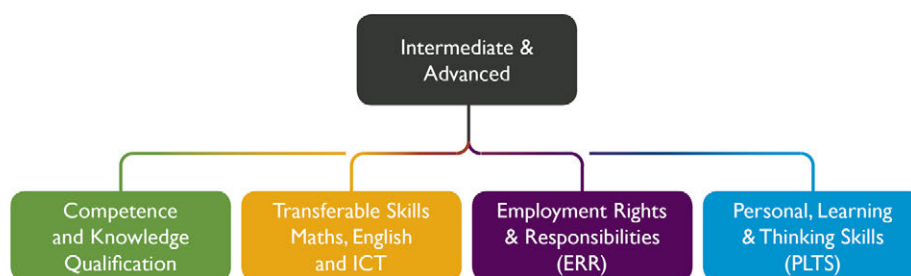 Intermediate &
Advanced
Competence
and Knowledge
Qualification
Transferable Skills
Maths, English
and ICT
Employment Rights
& Responsibilities
(ERR)
Personal, Learning
& Thinking Skills
(PLTS)